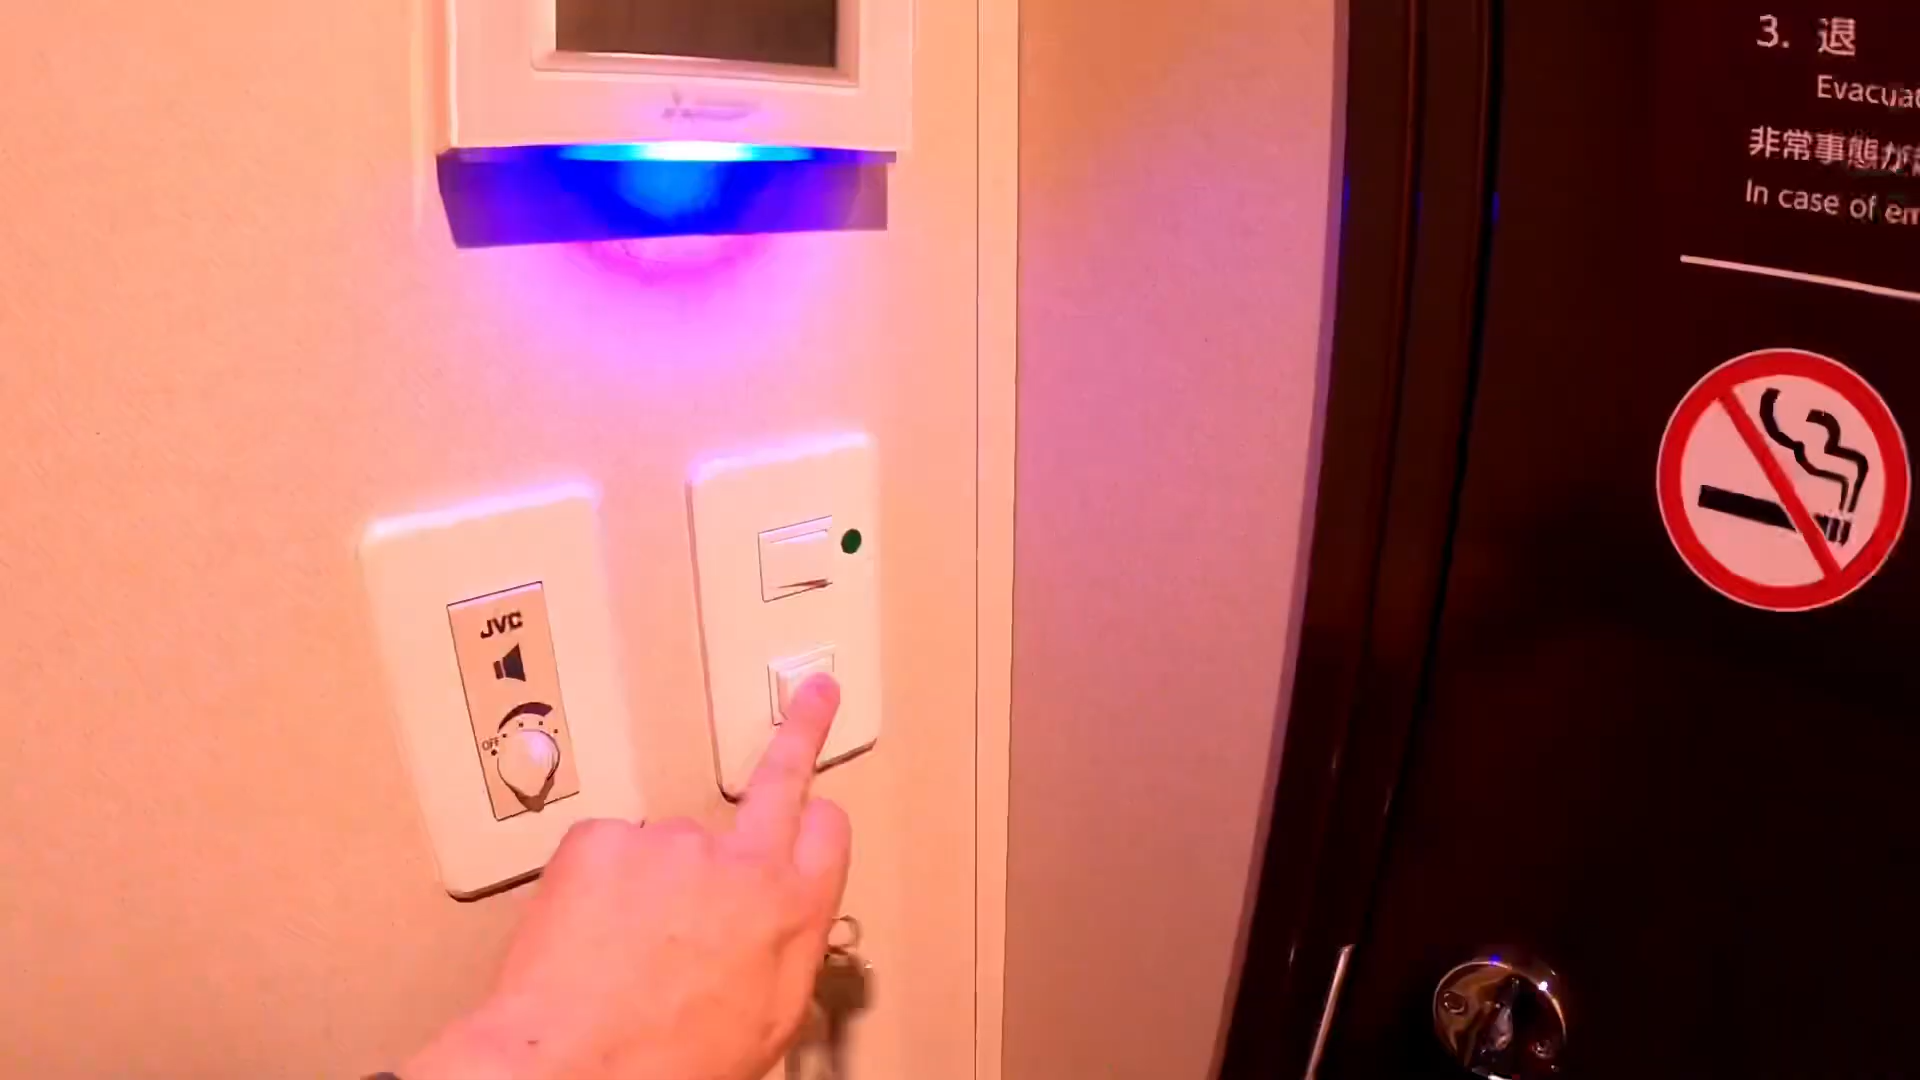 JVC
OFF
3. 退
Evacuat
非常事態が
In case of em